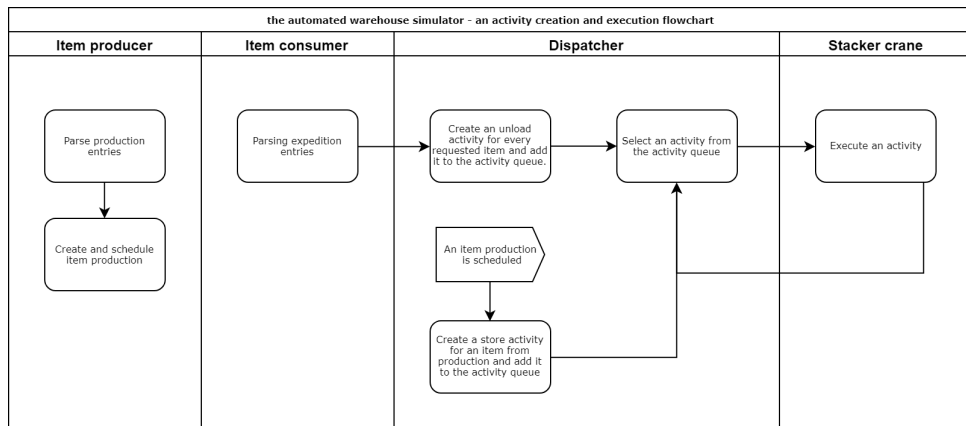 the automated warehouse simulator - an activity creation and execution flowchart
Item producer
Item consumer
Dispatcher
Stacker crane
Parse production
entries
Parsing expedition
entries
Create an unload
activity for every
requested item and add
it to the activity queue.
Select an activity from
the activity queue
Execute an activity
Create and schedule
item production
An item production
is scheduled
Create a store activity
for an item from
production and add it
to the activity queue